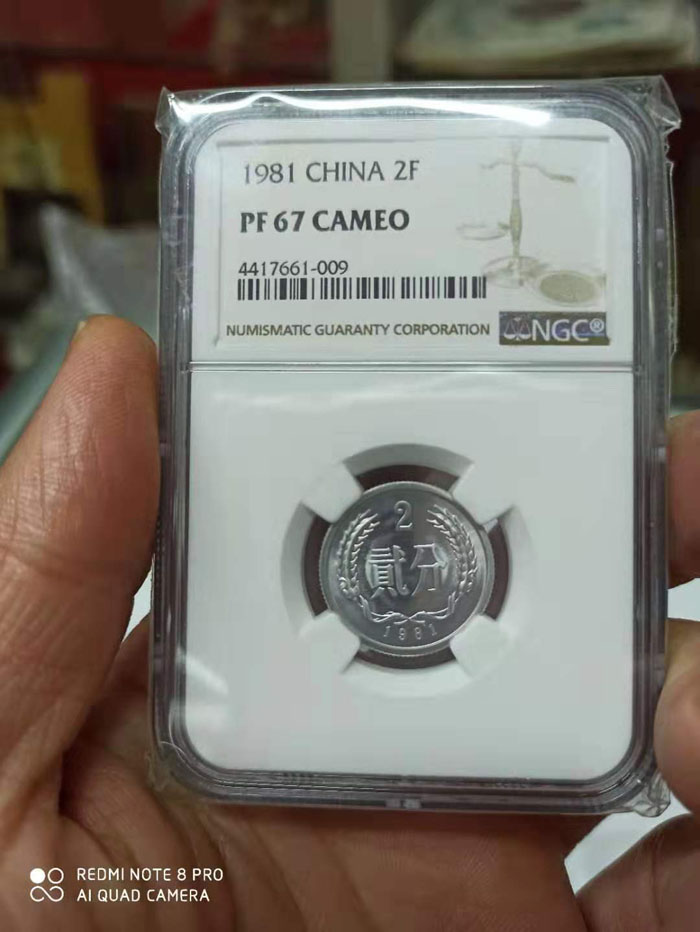 1981 CHINA 2F
PF 67 CAMEO
4417661-009
NUMISMATIC GUARANTY CORPORATION NGC®
2
貳分
1981
REDMI NOTE 8 PRO
AI QUAD CAMERA